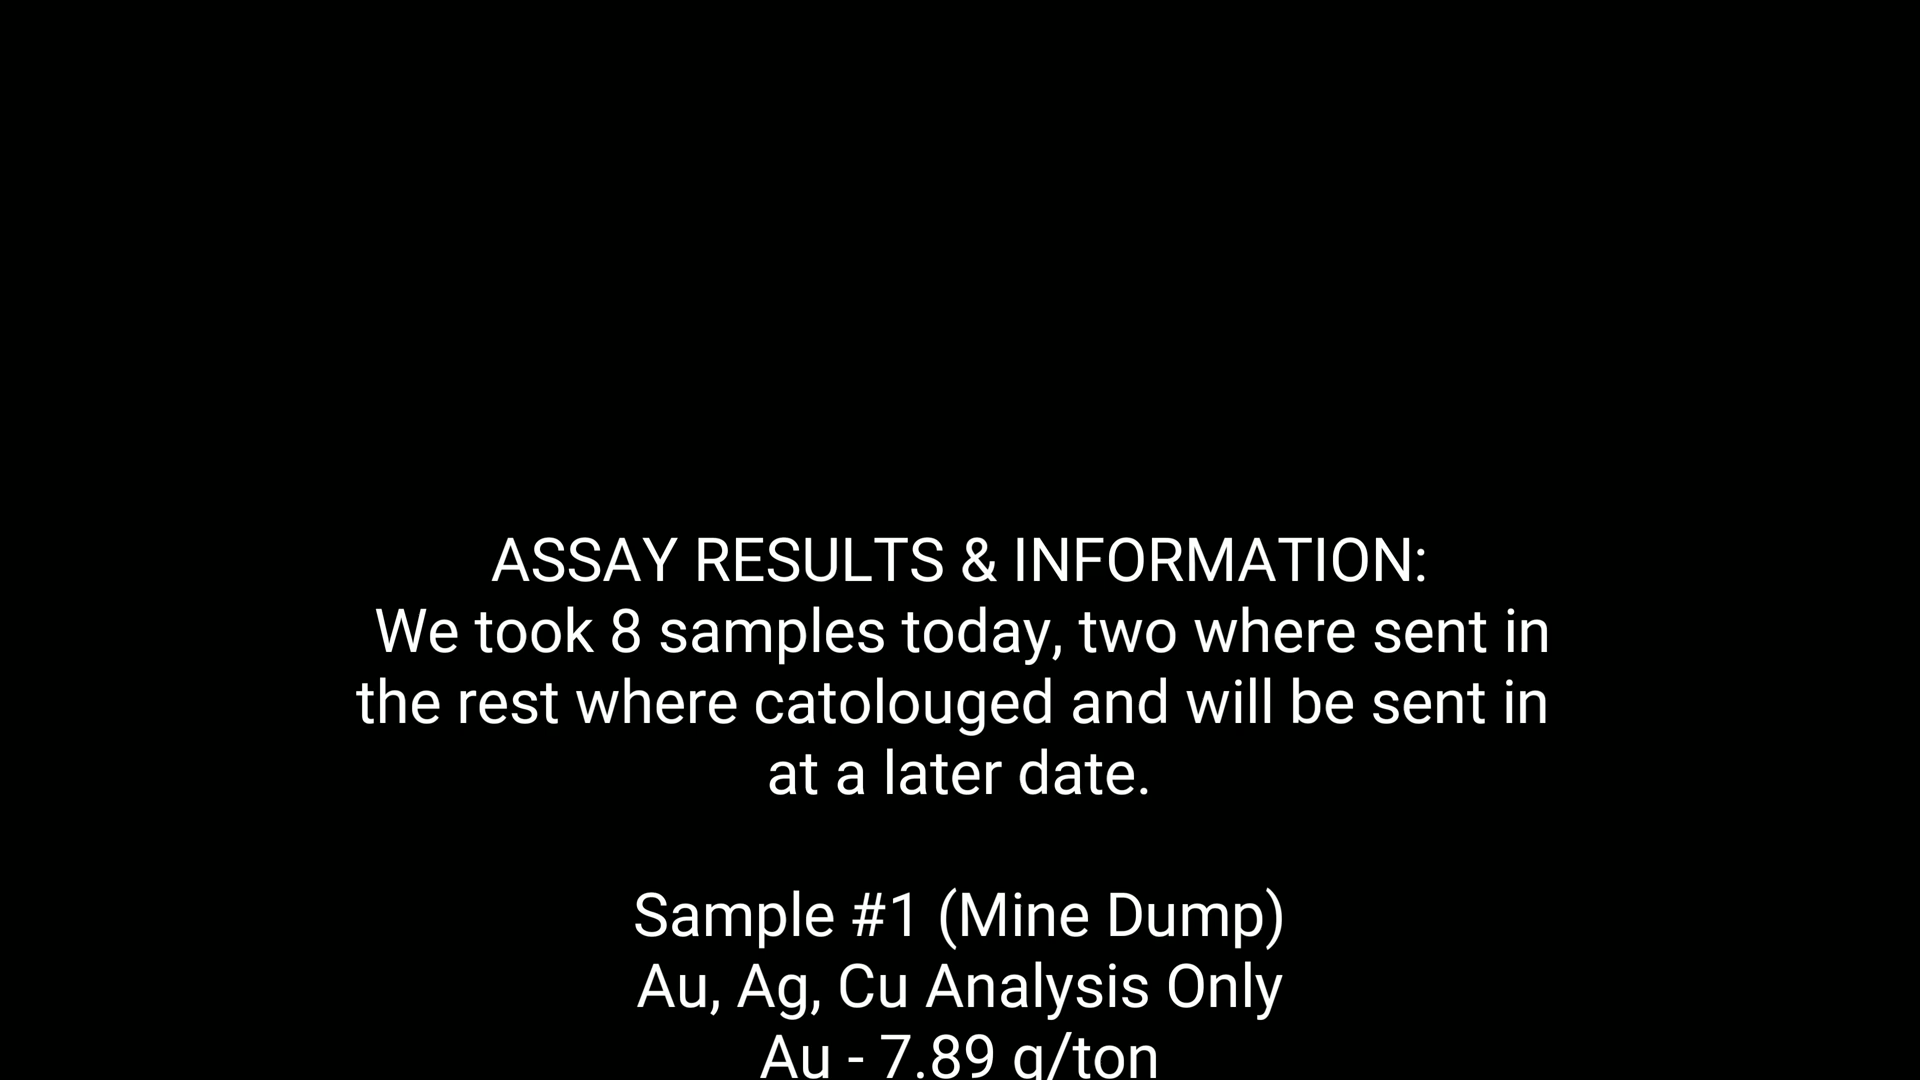 ASSAY RESULTS & INFORMATION:
We took 8 samples today, two where sent in
the rest where catolouged and will be sent in
at a later date.
Sample #1 (Mine Dump)
Au, Ag, Cu Analysis Only
Au - 7.89 g/ton